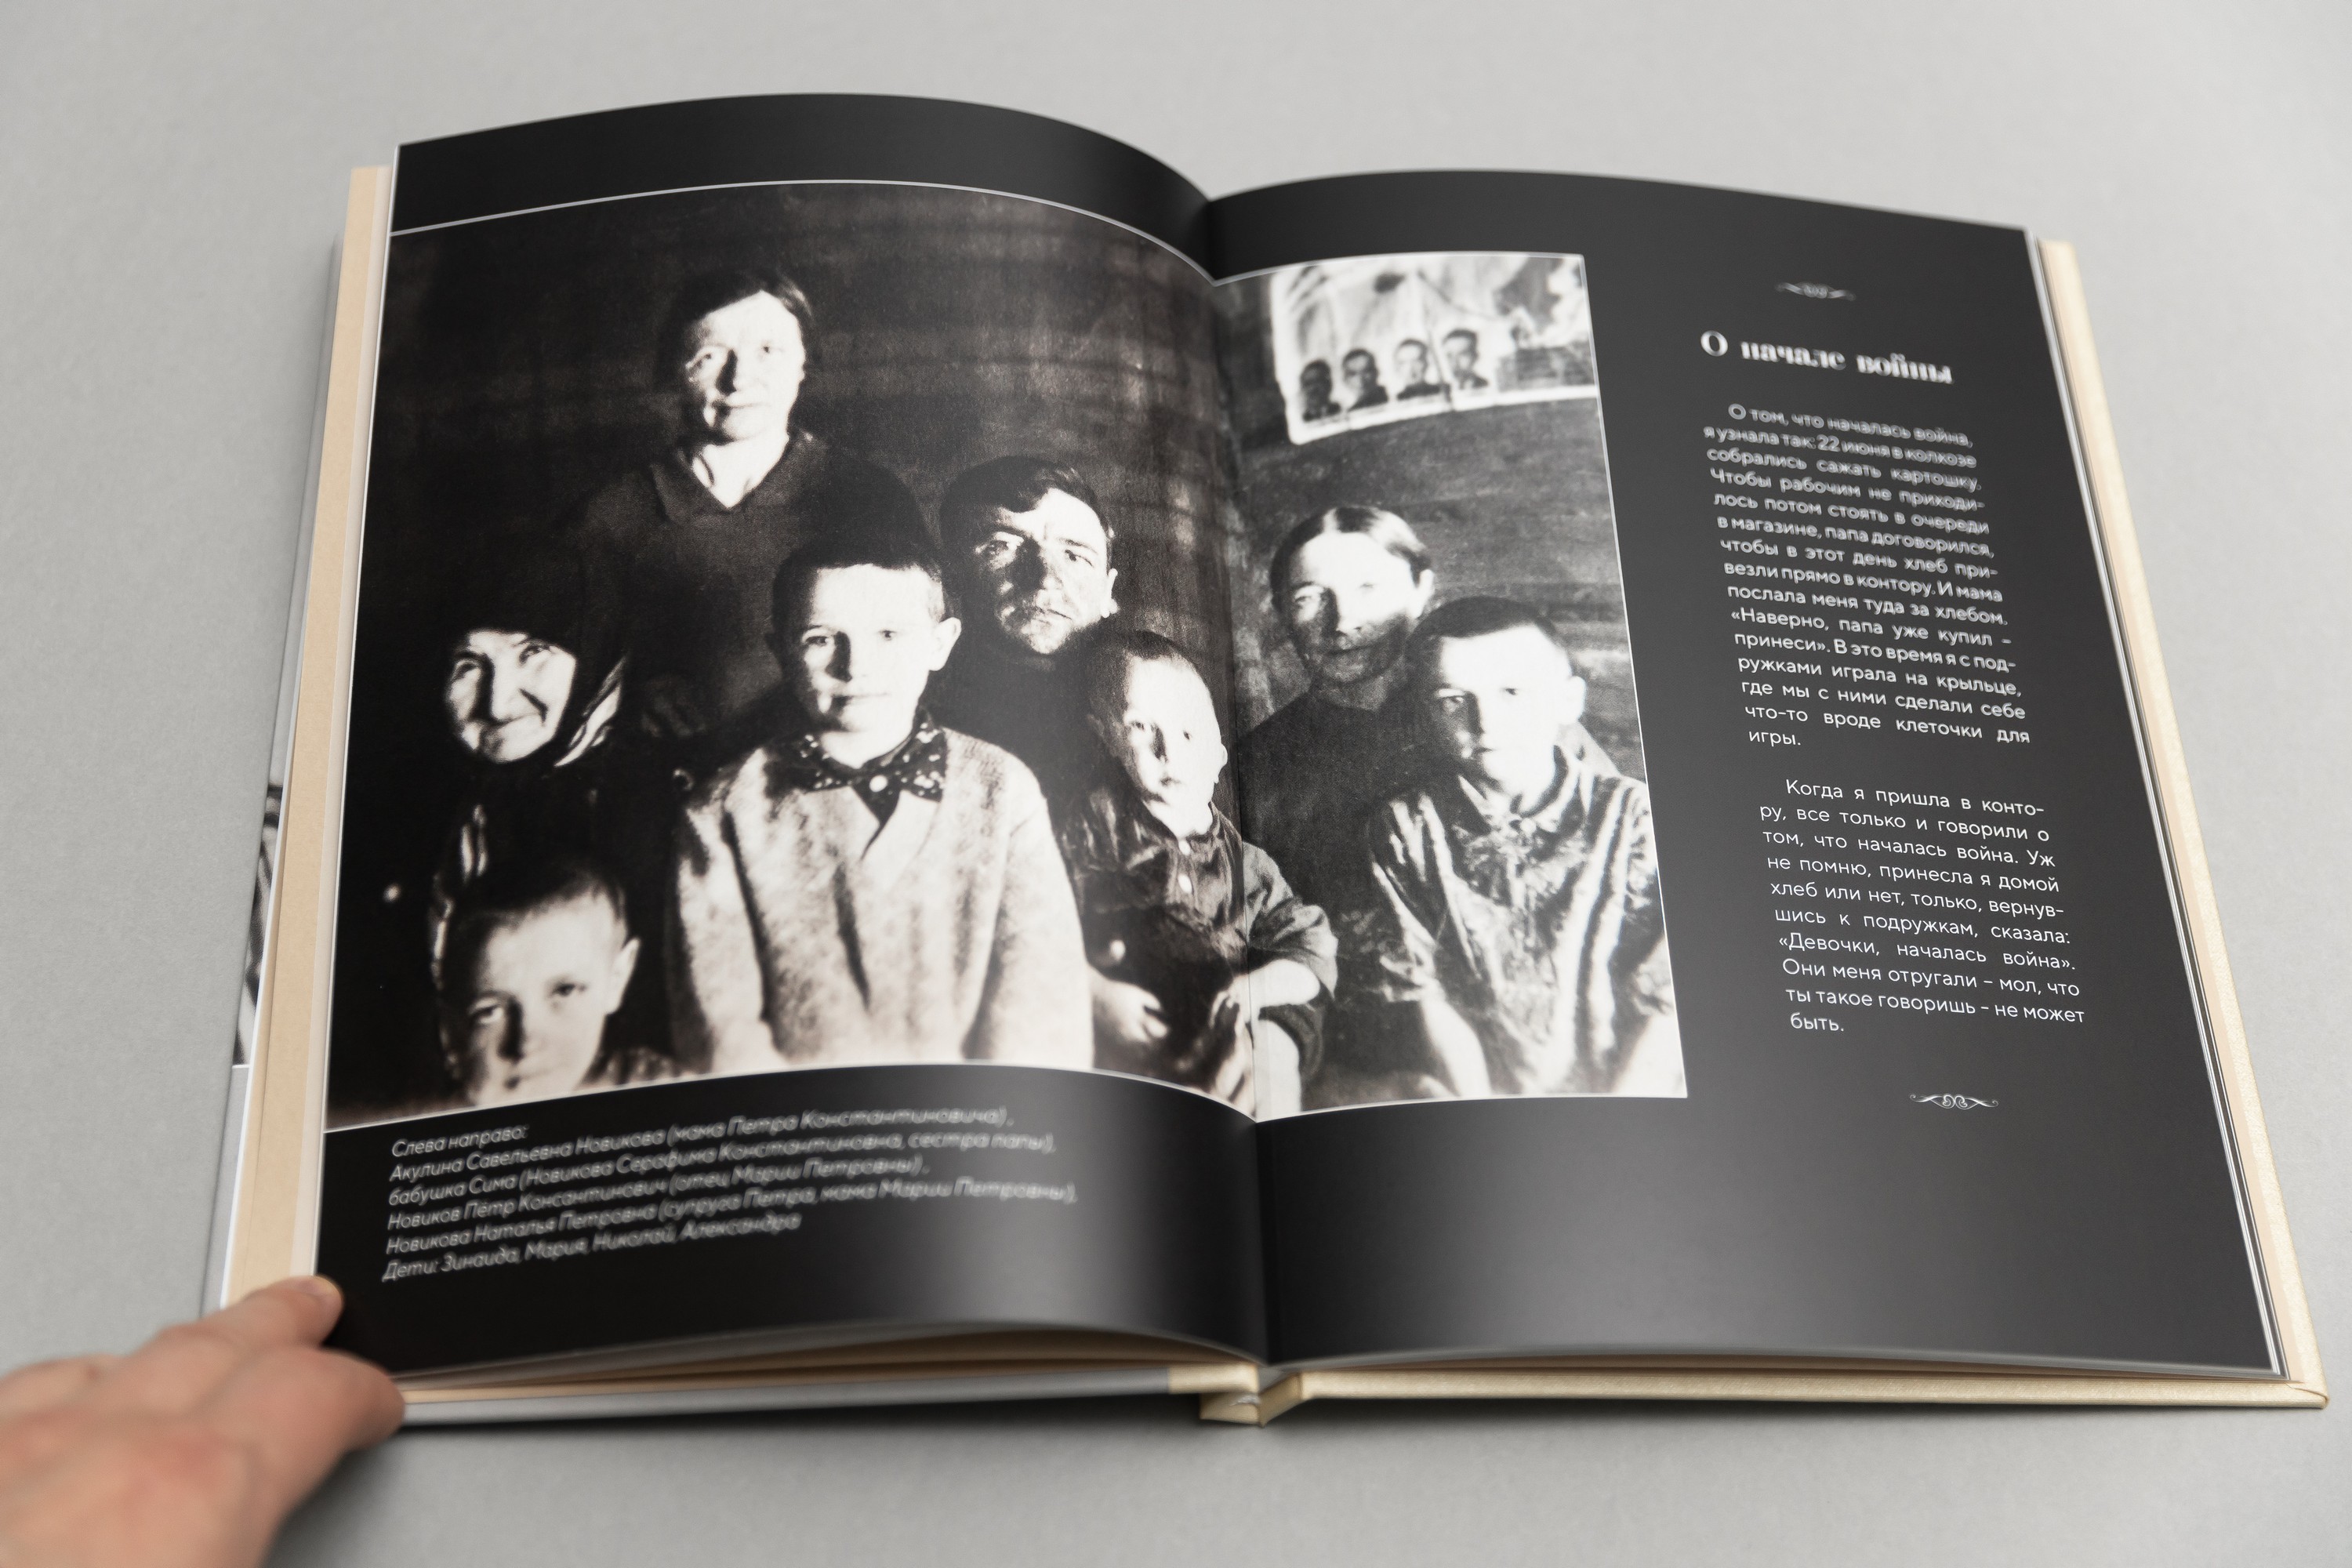 Слева направо:
Акулина Савельевна Новикова (мама Петра Константиновича),
бабушка Сима (Новикова Серафима Константиновна, сестра папы),
Новиков Пётр Консантинович (отец Марии Петровны),
Новикова Наталья Петровна (супруга Петра, мама Марии Петровны),
Дети: Зинаида, Мария, Николай, Александра
О начале войны
О том, что началась война,
я узнала так: 22 июня в колхозе
собрались сажать картошку.
Чтобы рабочим не приходи-
лось потом стоять в очереди
в магазине, папа договорился,
чтобы в этот день хлеб при-
везли прямо в контору. И мама
послала меня туда за хлебом.
«Наверно, папа уже купил –
принеси». В это время я с под-
ружками играла на крыльце,
где мы с ними сделали себе
что-то вроде клеточки для
игры.
Когда я пришла в конто-
ру, все только и говорили о
том, что началась война. Уж
не помню, принесла я домой
хлеб или нет, только, вернув-
шись к подружкам, сказала:
«Девочки, началась война».
Они меня отругали – мол, что
ты такое говоришь – не может
быть.